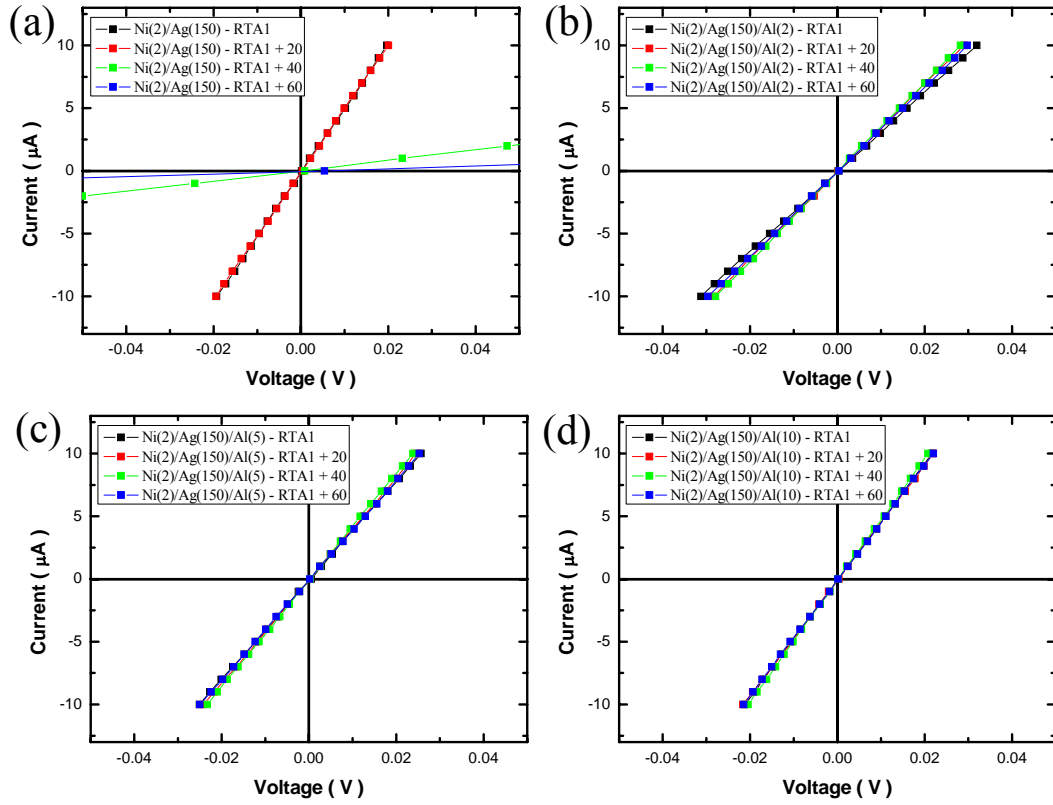 (a)
Ni(2)/Ag(150) - RTA1
Ni(2)/Ag(150) - RTA1 + 20
Ni(2)/Ag(150) - RTA1 + 40
Ni(2)/Ag(150) - RTA1 + 60
10
5
0
-5
-10
Current ( µA )
-0.04 -0.02 0.00 0.02 0.04
Voltage ( V )
(b)
Ni(2)/Ag(150)/Al(2) - RTA1
Ni(2)/Ag(150)/Al(2) - RTA1 + 20
Ni(2)/Ag(150)/Al(2) - RTA1 + 40
Ni(2)/Ag(150)/Al(2) - RTA1 + 60
10
5
0
-5
-10
Current ( µA )
-0.04 -0.02 0.00 0.02 0.04
Voltage ( V )
(c)
Ni(2)/Ag(150)/Al(5) - RTA1
Ni(2)/Ag(150)/Al(5) - RTA1 + 20
Ni(2)/Ag(150)/Al(5) - RTA1 + 40
Ni(2)/Ag(150)/Al(5) - RTA1 + 60
10
5
0
-5
-10
Current ( µA )
-0.04 -0.02 0.00 0.02 0.04
Voltage ( V )
(d)
Ni(2)/Ag(150)/Al(10) - RTA1
Ni(2)/Ag(150)/Al(10) - RTA1 + 20
Ni(2)/Ag(150)/Al(10) - RTA1 + 40
Ni(2)/Ag(150)/Al(10) - RTA1 + 60
10
5
0
-5
-10
Current ( µA )
-0.04 -0.02 0.00 0.02 0.04
Voltage ( V )